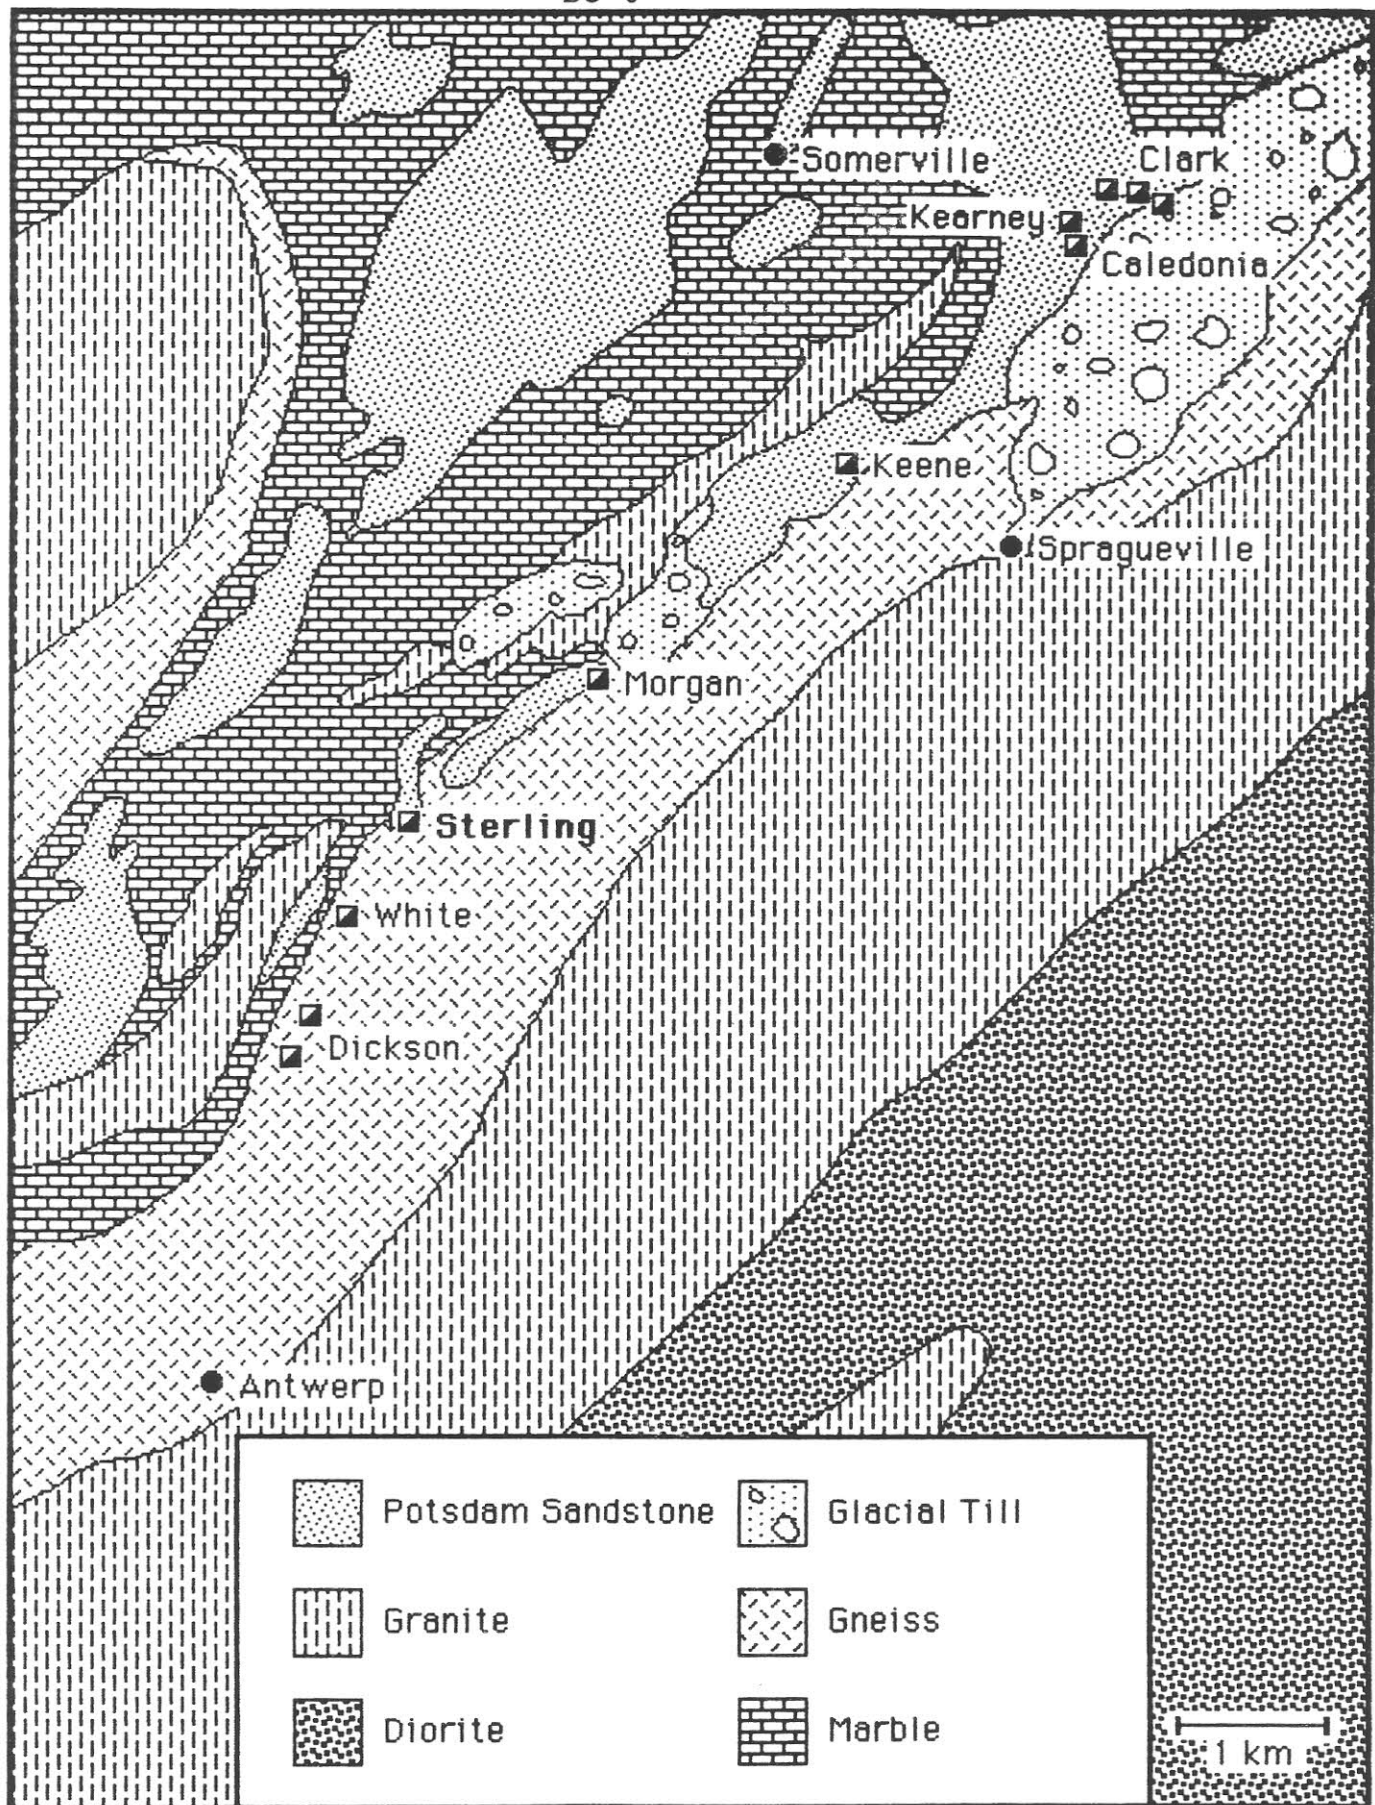 Somerville
Clark
Kearney
Caledonia
Keene
Spragueville
Morgan
Sterling
White
Dickson
Antwerp
Potsdam Sandstone
Glacial Till
Granite
Gneiss
Diorite
Marble
1 km